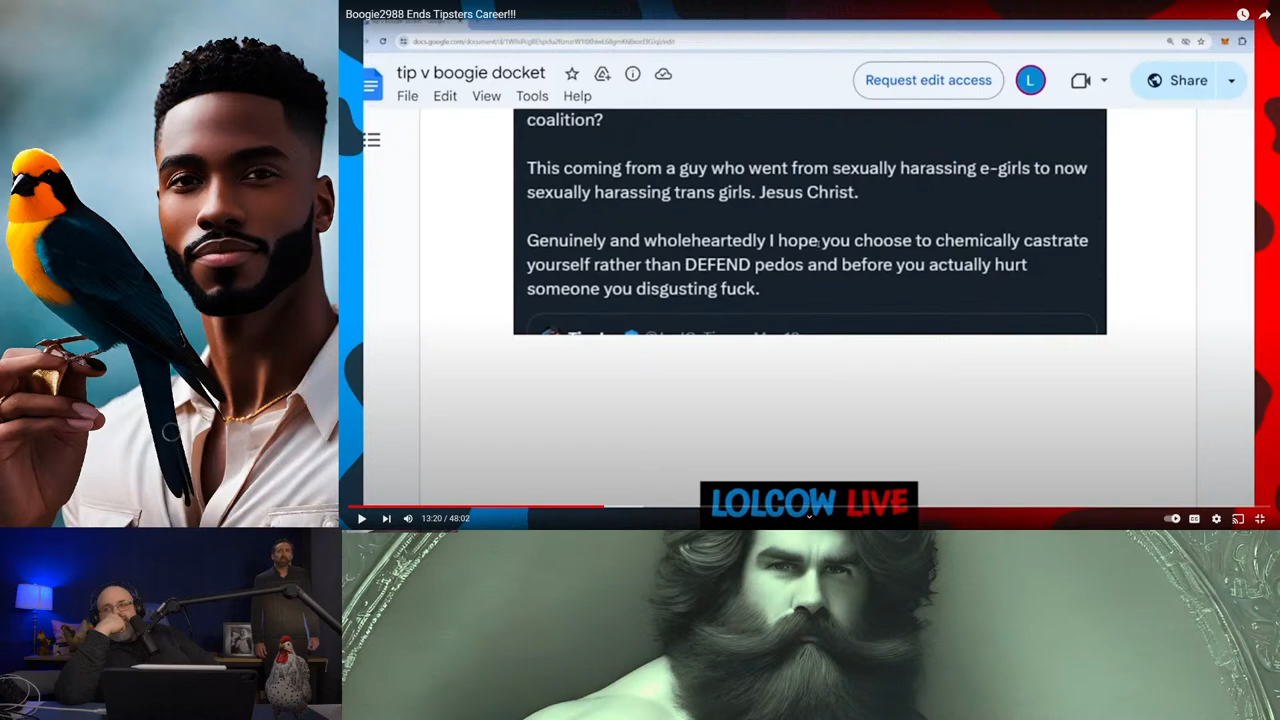 Boogie2988 Ends Tipsters Career!!!
tip v boogie docket
File Edit View Tools Help
Request edit access
L
Share
coalition?
This coming from a guy who went from sexually harassing e-girls to now
sexually harassing trans girls. Jesus Christ.
Genuinely and wholeheartedly I hope you choose to chemically castrate
yourself rather than DEFEND pedos and before you actually hurt
someone you disgusting fuck.
LOLCOW LIVE
13:20 / 48:02